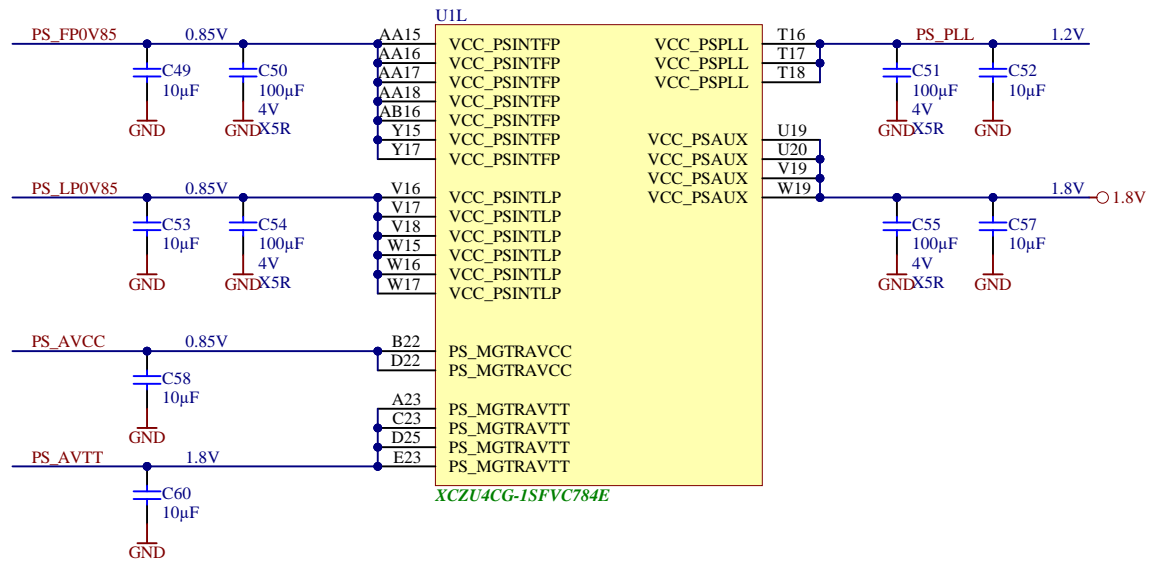 U1L
PS_FP0V85 0.85V
C49
10µF
GND
C50
100µF
4V
X5R
GND
AA15 VCC_PSINTFP
AA16 VCC_PSINTFP
AA17 VCC_PSINTFP
AA18 VCC_PSINTFP
AB16 VCC_PSINTFP
Y15 VCC_PSINTFP
Y17 VCC_PSINTFP
VCC_PSPLL T16
VCC_PSPLL T17
VCC_PSPLL T18
PS_PLL 1.2V
C51
100µF
4V
X5R
GND
C52
10µF
GND
PS_LP0V85 0.85V
C53
10µF
GND
C54
100µF
4V
X5R
GND
V16 VCC_PSINTLP
V17 VCC_PSINTLP
V18 VCC_PSINTLP
W15 VCC_PSINTLP
W16 VCC_PSINTLP
W17 VCC_PSINTLP
VCC_PSAUX U19
VCC_PSAUX U20
VCC_PSAUX V19
VCC_PSAUX W19
1.8V 1.8V
C55
100µF
4V
X5R
GND
C57
10µF
GND
PS_AVCC 0.85V
C58
10µF
GND
B22 PS_MGTRAVCC
D22 PS_MGTRAVCC
A23 PS_MGTRAVTT
C23 PS_MGTRAVTT
D25 PS_MGTRAVTT
E23 PS_MGTRAVTT
PS_AVTT 1.8V
C60
10µF
GND
XCZU4CG-1SFVC784E